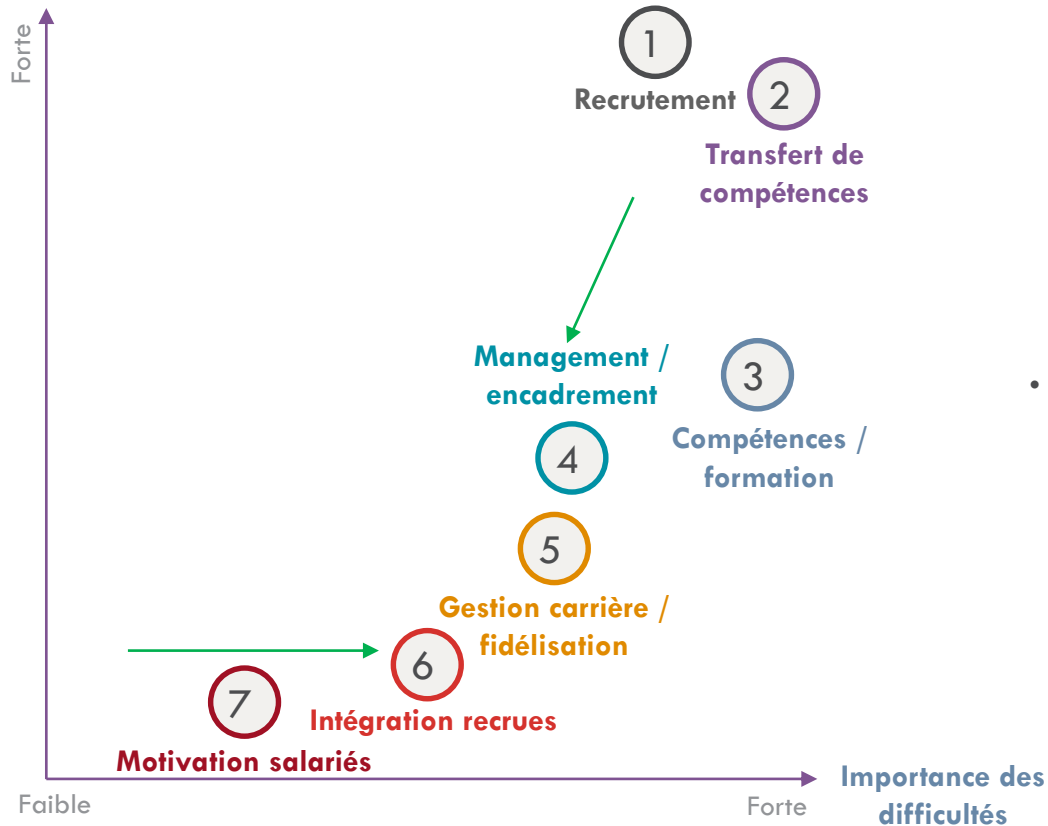 Forte
1
Recrutement
2
Transfert de
compétences
Management /
encadrement
3
Compétences /
formation
4
5
Gestion carrière /
fidélisation
6
Intégration recrues
7
Motivation salariés
Faible
Forte
Importance des
difficultés